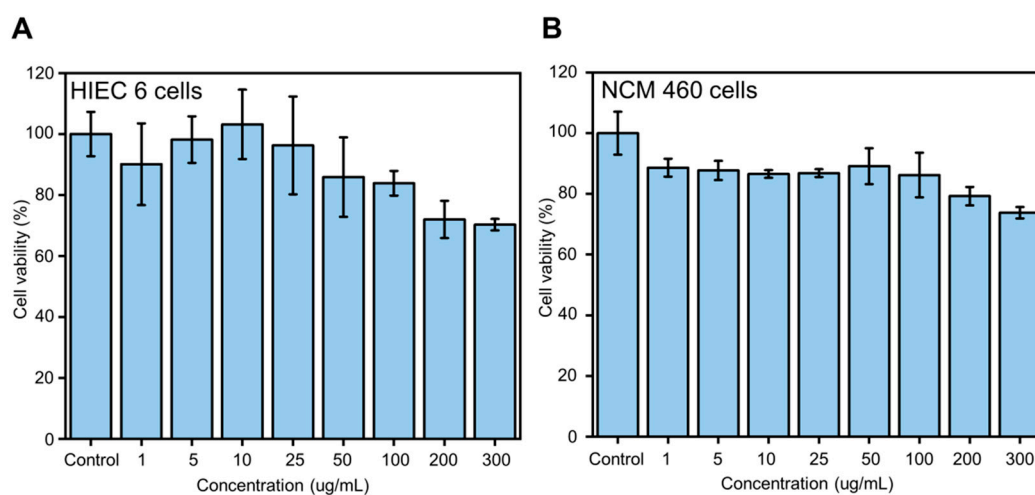 A
HIEC 6 cells
Cell vability (%)
120
100
80
60
40
20
0
Control 1 5 10 25 50 100 200 300
Concentration (ug/mL)
B
NCM 460 cells
Cell vability (%)
120
100
80
60
40
20
0
Control 1 5 10 25 50 100 200 300
Concentration (ug/mL)